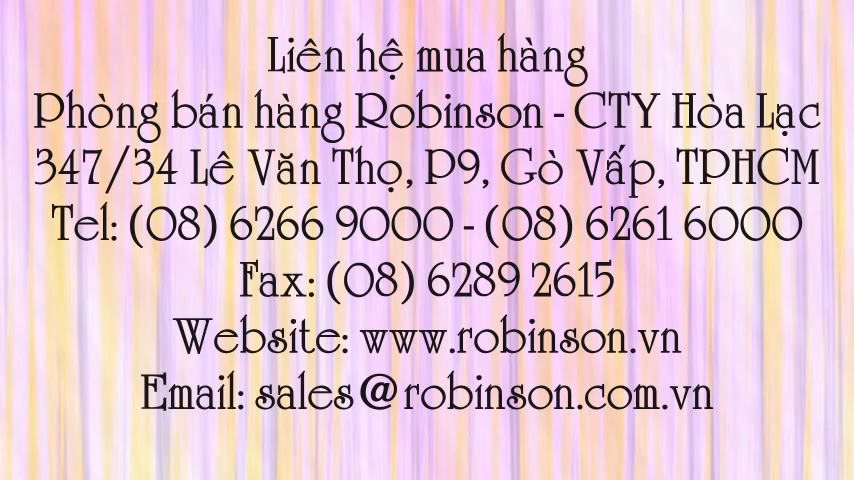 Liên hệ mua hàng
Phòng bán hàng Robinson - CTY Hòa Lạc
347/34 Lê Văn Thọ, P9, Gò Vấp, TPHCM
Tel: (08) 6266 9000 - (08) 6261 6000
Fax: (08) 6289 2615
Website: www.robinson.vn
Email: sales@robinson.com.vn